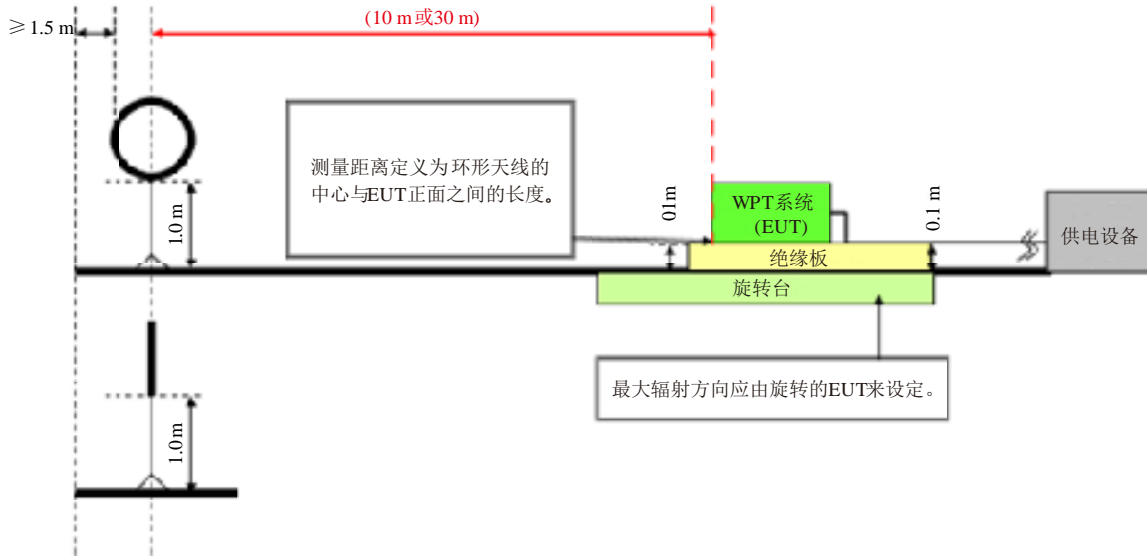 ≥1.5 m
(10 m或30 m)
测量距离定义为环形天线的
中心与EUT正面之间的长度。
1.0 m
01m
WPT系统
(EUT)
0.1 m
供电设备
绝缘板
旋转台
最大辐射方向应由旋转的EUT来设定。
1.0 m